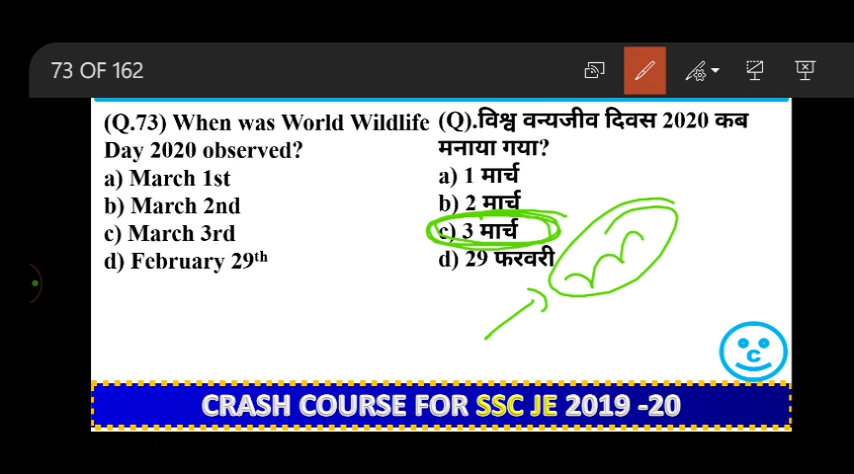 73 OF 162
(Q.73) When was World Wildlife
Day 2020 observed?
a) March 1st
b) March 2nd
c) March 3rd
d) February 29th
(Q).विश्व वन्यजीव दिवस 2020 कब
मनाया गया?
a) 1 मार्च
b) 2 मार्च
c) 3 मार्च
d) 29 फरवरी
C
CRASH COURSE FOR SSC JE 2019 -20